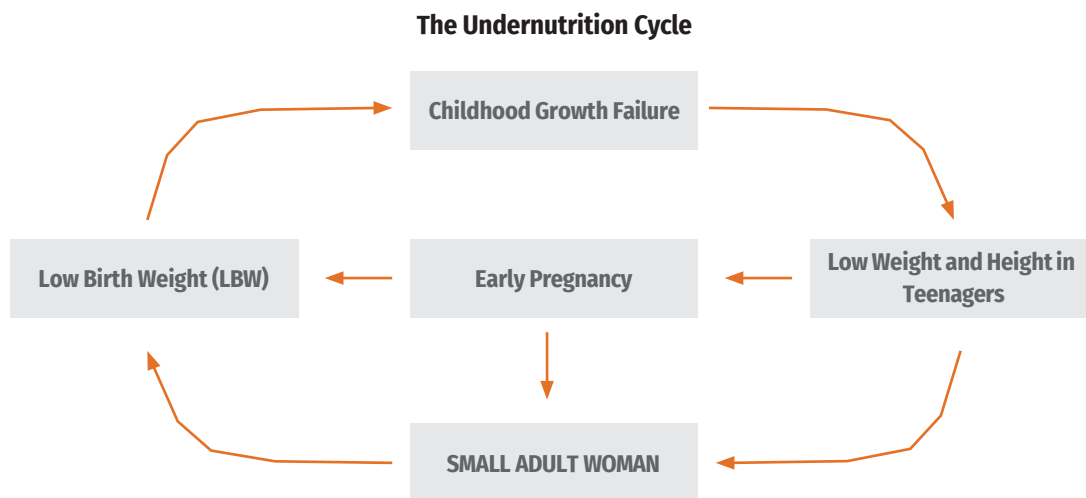 The Undernutrition Cycle
Childhood Growth Failure
Low Birth Weight (LBW)
Early Pregnancy
Low Weight and Height in
Teenagers
SMALL ADULT WOMAN